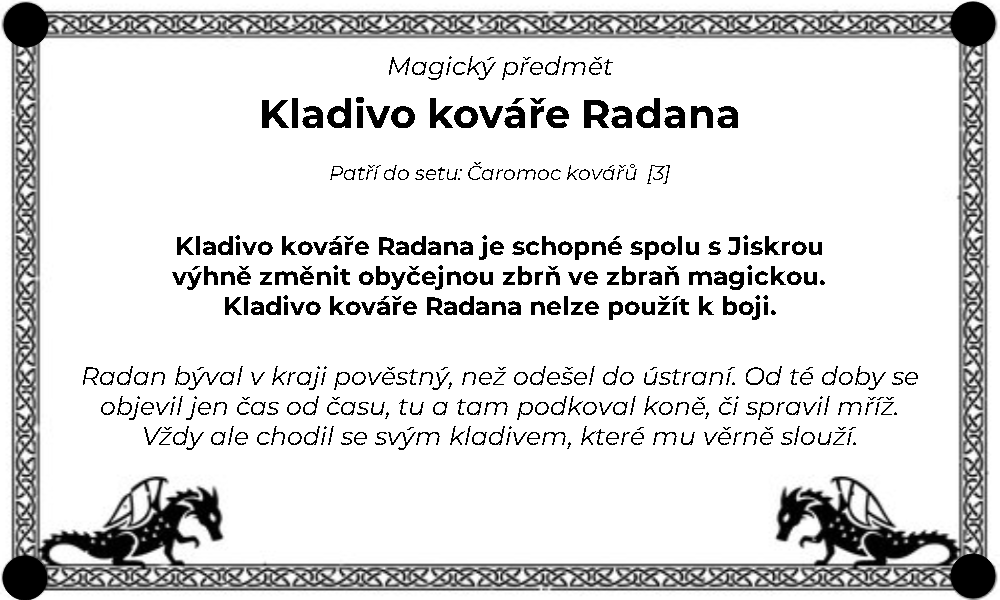 Magický předmět
Kladivo kováře Radana
Patří do setu: Čaromoc kovářů [3]
Kladivo kováře Radana je schopné spolu s Jiskrou
výhně změnit obyčejnou zbrň ve zbraň magickou.
Kladivo kováře Radana nelze použít k boji.
Radan býval v kraji pověstný, než odešel do ústraní. Od té doby se
objevil jen čas od času, tu a tam podkoval koně, či spravil mříž.
Vždy ale chodil se svým kladivem, které mu věrně slouží.